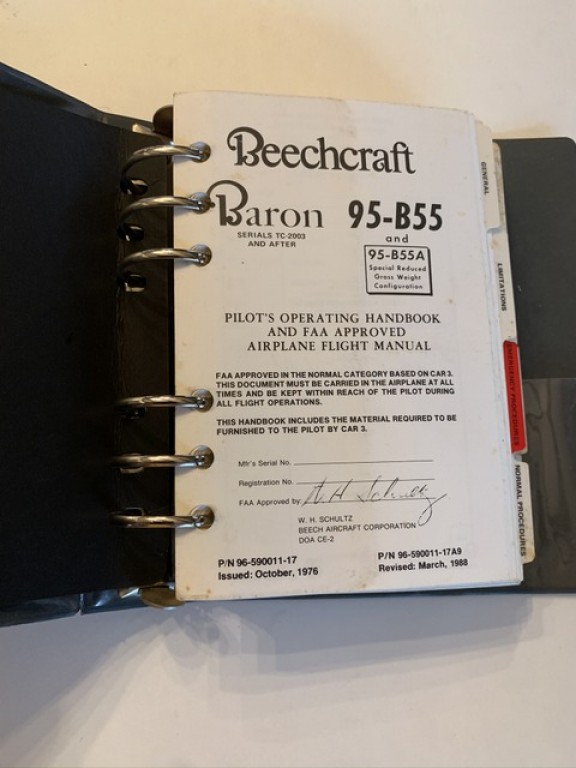 Beechcraft
Baron 95-B55
SERIALS TC-2003
AND AFTER
and
95-B55A
Special Reduced
Gross Weight
Configuration
PILOT'S OPERATING HANDBOOK
AND FAA APPROVED
AIRPLANE FLIGHT MANUAL
FAA APPROVED IN THE NORMAL CATEGORY BASED ON CAR 3.
THIS DOCUMENT MUST BE CARRIED IN THE AIRPLANE AT ALL
TIMES AND BE KEPT WITHIN REACH OF THE PILOT DURING
ALL FLIGHT OPERATIONS.
THIS HANDBOOK INCLUDES THE MATERIAL REQUIRED TO BE
FURNISHED TO THE PILOT BY CAR 3.
Mfr's Serial No.
Registration No.
FAA Approved by: W H Schultz
W. H. SCHULTZ
BEECH AIRCRAFT CORPORATION
DOA CE-2
P/N 96-590011-17
Issued: October, 1976
P/N 96-590011-17A9
Revised: March, 1988
GENERAL
LIMITATIONS
EMERGENCY PROCEDURES
NORMAL PROCEDURES